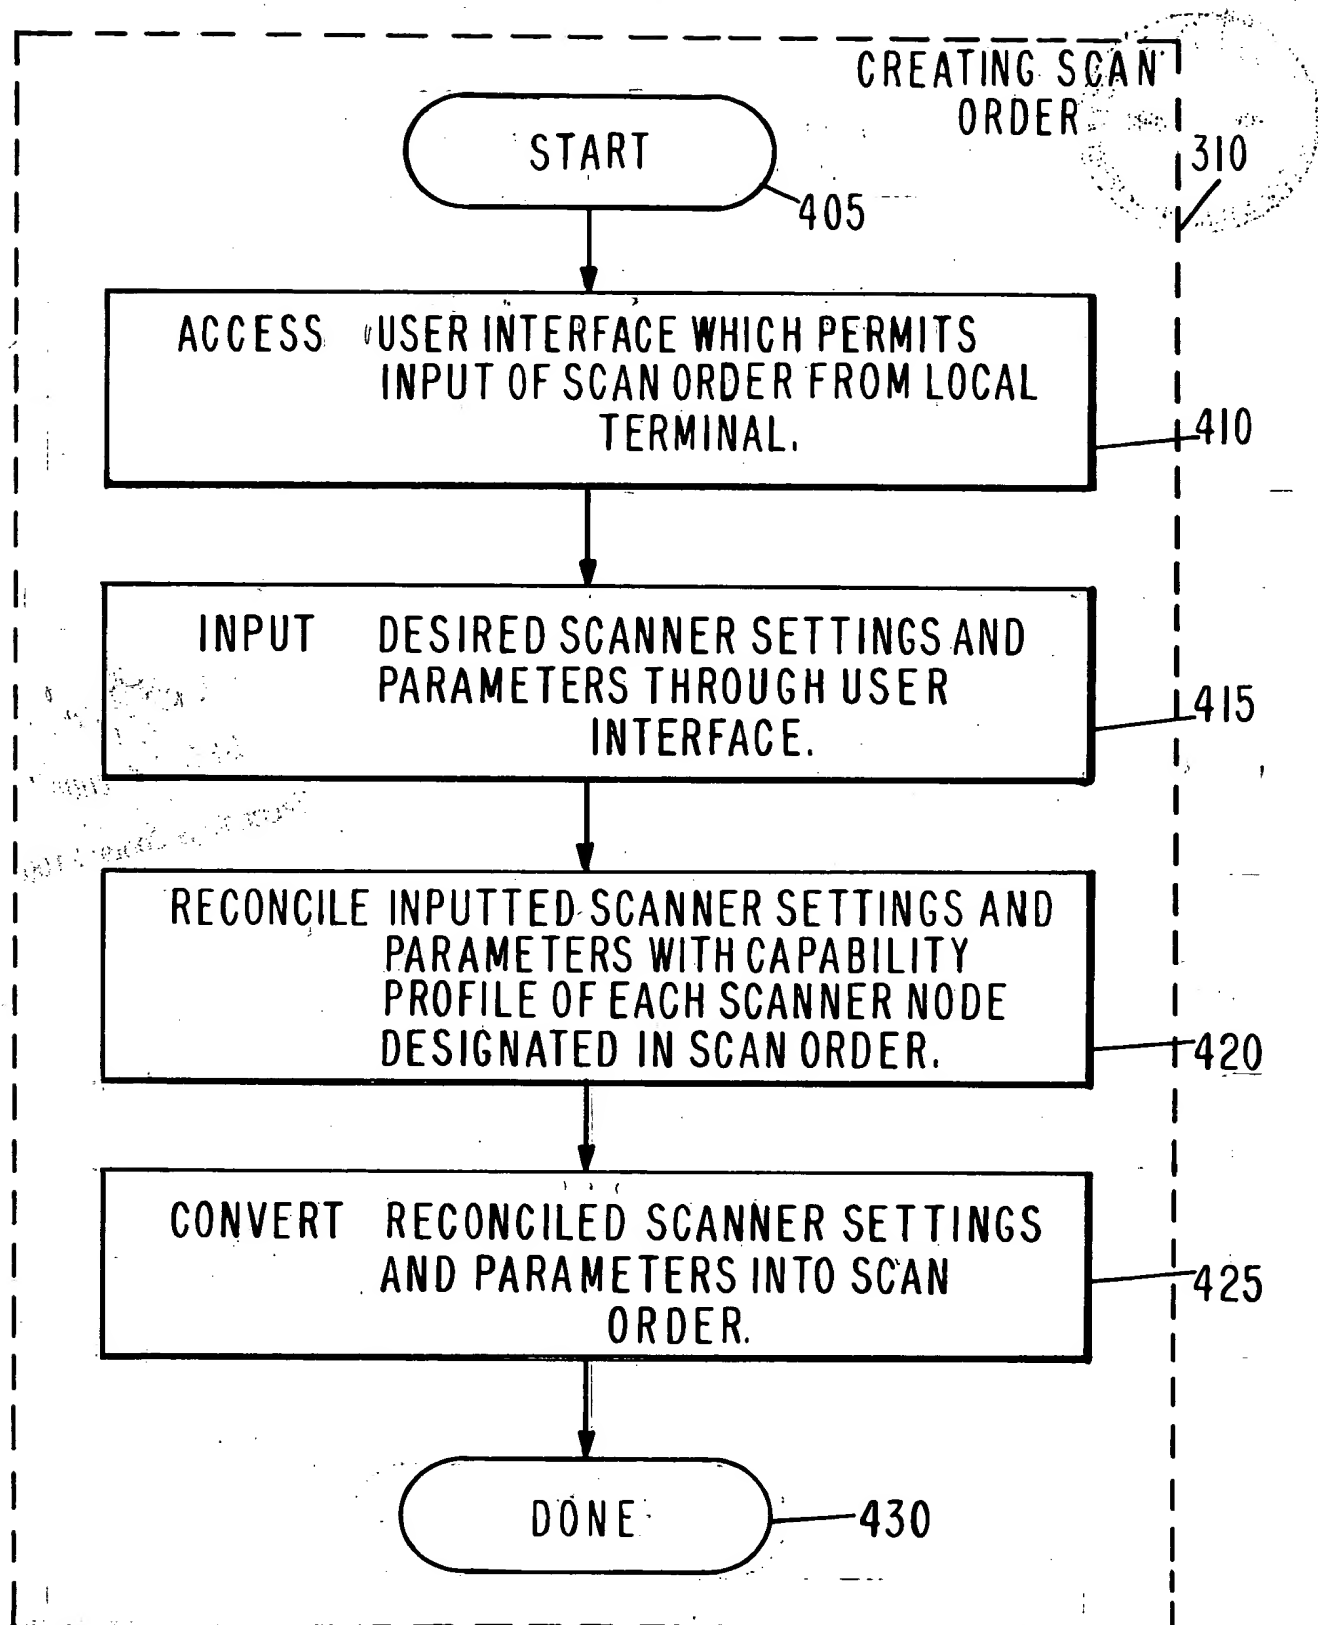 CREATING SCAN
ORDER
310
START
405
ACCESS USER INTERFACE WHICH PERMITS
INPUT OF SCAN ORDER FROM LOCAL
TERMINAL.
410
INPUT DESIRED SCANNER SETTINGS AND
PARAMETERS THROUGH USER
INTERFACE.
415
RECONCILE INPUTTED SCANNER SETTINGS AND
PARAMETERS WITH CAPABILITY
PROFILE OF EACH SCANNER NODE
DESIGNATED IN SCAN ORDER.
420
CONVERT RECONCILED SCANNER SETTINGS
AND PARAMETERS INTO SCAN
ORDER.
425
DONE
430